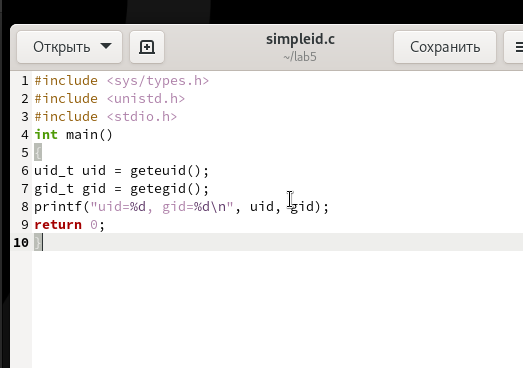 Открыть
simpleid.c
~/lab5
Сохранить
1 #include <sys/types.h>
2 #include <unistd.h>
3 #include <stdio.h>
4 int main()
5 {
6 uid_t uid = geteuid();
7 gid_t gid = getegid();
8 printf("uid=%d, gid=%d\n", uid, gid);
9 return 0;
10 }